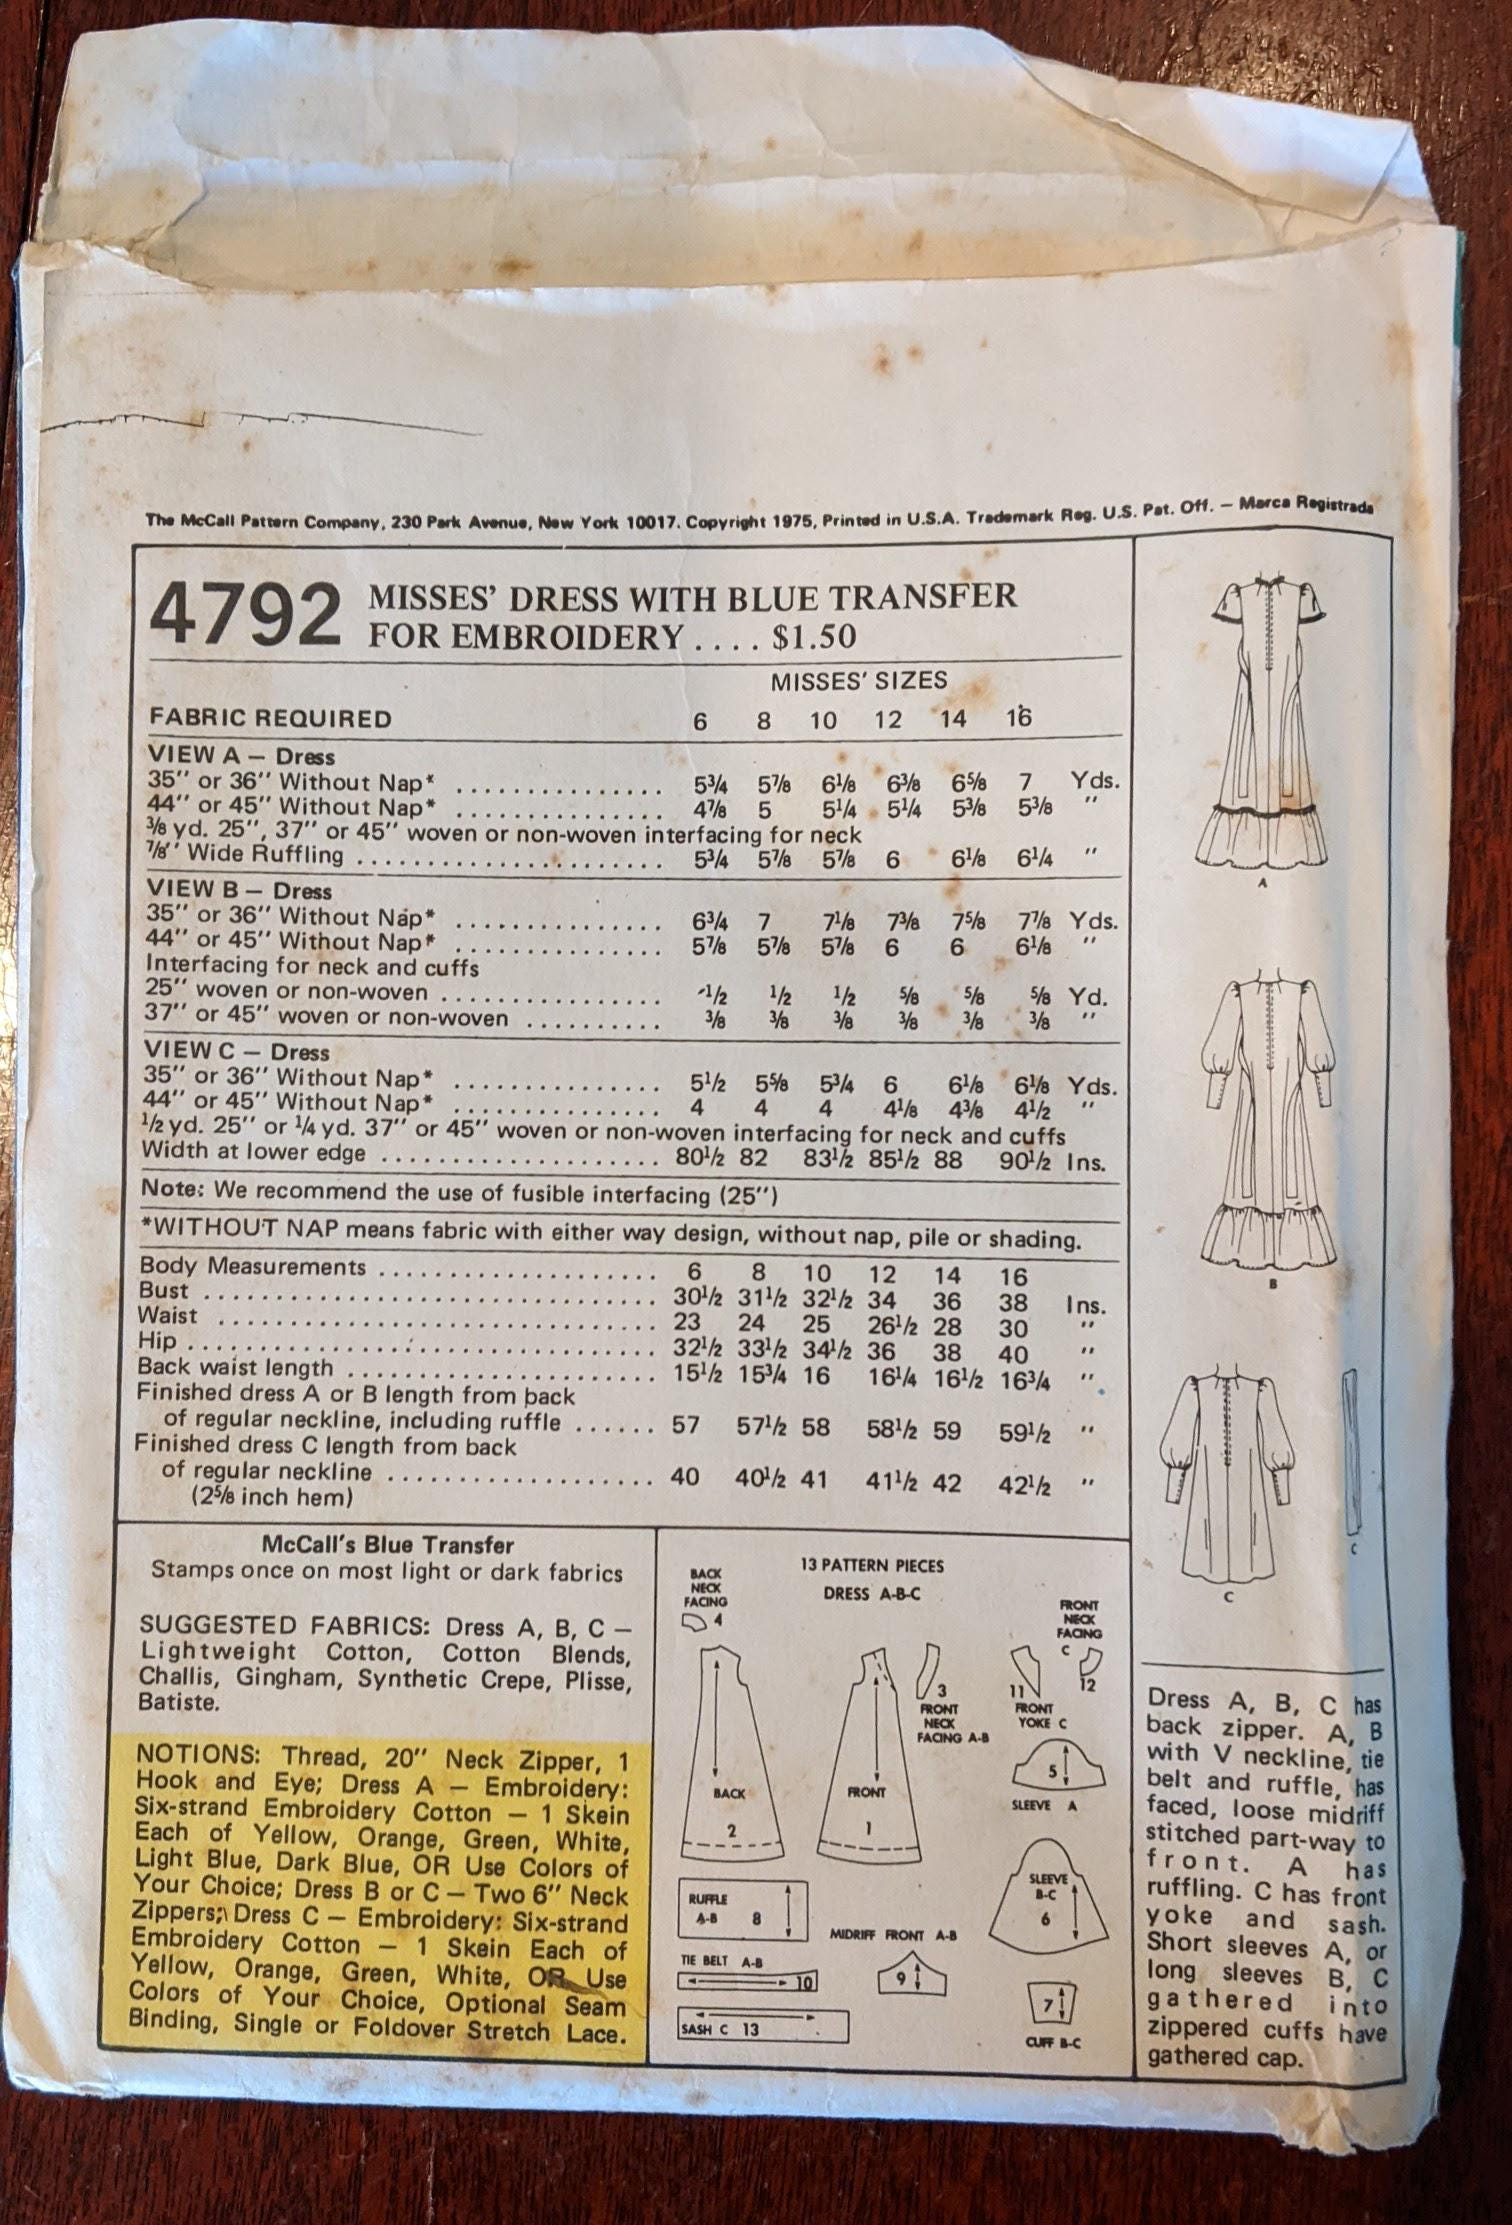 The McCall Pattern Company, 230 Park Avenue, New York 10017. Copyright 1975, Printed in U.S.A. Trademark Reg. U.S. Pat. Off. – Marca Registrada
4792 MISSES' DRESS WITH BLUE TRANSFER
FOR EMBROIDERY .... $1.50
MISSES' SIZES
FABRIC REQUIRED 6 8 10 12 14 16
VIEW A – Dress
35" or 36" Without Nap* ................ 5¾ 5⅞ 6⅛ 6⅜ 6⅝ 7 Yds.
44" or 45" Without Nap* ................ 4⅞ 5 5¼ 5¼ 5⅜ 5⅜ "
⅜ yd. 25", 37" or 45" woven or non-woven interfacing for neck
⅞" Wide Ruffling ........................ 5¾ 5⅞ 5⅞ 6 6⅛ 6¼ "
VIEW B – Dress
35" or 36" Without Nap* ................ 6¾ 7 7⅛ 7⅜ 7⅝ 7⅞ Yds.
44" or 45" Without Nap* ................ 5⅞ 5⅞ 5⅞ 6 6 6⅛ "
Interfacing for neck and cuffs
25" woven or non-woven ................. ½ ½ ½ ⅝ ⅝ ⅝ Yd.
37" or 45" woven or non-woven .......... ⅜ ⅜ ⅜ ⅜ ⅜ ⅜ "
VIEW C – Dress
35" or 36" Without Nap* ................ 5½ 5⅝ 5¾ 6 6⅛ 6⅛ Yds.
44" or 45" Without Nap* ................ 4 4 4 4⅛ 4⅜ 4½ "
½ yd. 25" or ¼ yd. 37" or 45" woven or non-woven interfacing for neck and cuffs
Width at lower edge ..................... 80½ 82 83½ 85½ 88 90½ Ins.
Note: We recommend the use of fusible interfacing (25")
*WITHOUT NAP means fabric with either way design, without nap, pile or shading.
Body Measurements ..................... 6 8 10 12 14 16
Bust .................................. 30½ 31½ 32½ 34 36 38 Ins.
Waist ................................. 23 24 25 26½ 28 30 "
Hip ................................... 32½ 33½ 34½ 36 38 40 "
Back waist length ....................... 15½ 15¾ 16 16¼ 16½ 16¾ "
Finished dress A or B length from back
of regular neckline, including ruffle ...... 57 57½ 58 58½ 59 59½ "
Finished dress C length from back
of regular neckline .................... 40 40½ 41 41½ 42 42½ "
(2⅝ inch hem)
McCall's Blue Transfer
Stamps once on most light or dark fabrics
SUGGESTED FABRICS: Dress A, B, C –
Lightweight Cotton, Cotton Blends,
Challis, Gingham, Synthetic Crepe, Plisse,
Batiste.
NOTIONS: Thread, 20" Neck Zipper, 1
Hook and Eye; Dress A – Embroidery:
Six-strand Embroidery Cotton – 1 Skein
Each of Yellow, Orange, Green, White,
Light Blue, Dark Blue, OR Use Colors of
Your Choice; Dress B or C – Two 6" Neck
Zippers; Dress C – Embroidery: Six-strand
Embroidery Cotton – 1 Skein Each of
Yellow, Orange, Green, White, OR Use
Colors of Your Choice, Optional Seam
Binding, Single or Foldover Stretch Lace.
13 PATTERN PIECES
DRESS A-B-C
BACK
NECK
FACING
4
BACK
2
FRONT
1
3
FRONT
NECK
FACING A-B
11
FRONT
YOKE C
FRONT
NECK
FACING
C
12
5
SLEEVE A
SLEEVE
B-C
6
RUFFLE
A-B 8
TIE BELT A-B
10
SASH C 13
MIDRIFF FRONT A-B
9
7
CUFF B-C
A
B
C
C
Dress A, B, C has
back zipper. A, B
with V neckline, tie
belt and ruffle, has
faced, loose midriff
stitched part-way to
front. A has
ruffling. C has front
yoke and sash.
Short sleeves A, or
long sleeves B, C
gathered into
zippered cuffs have
gathered cap.